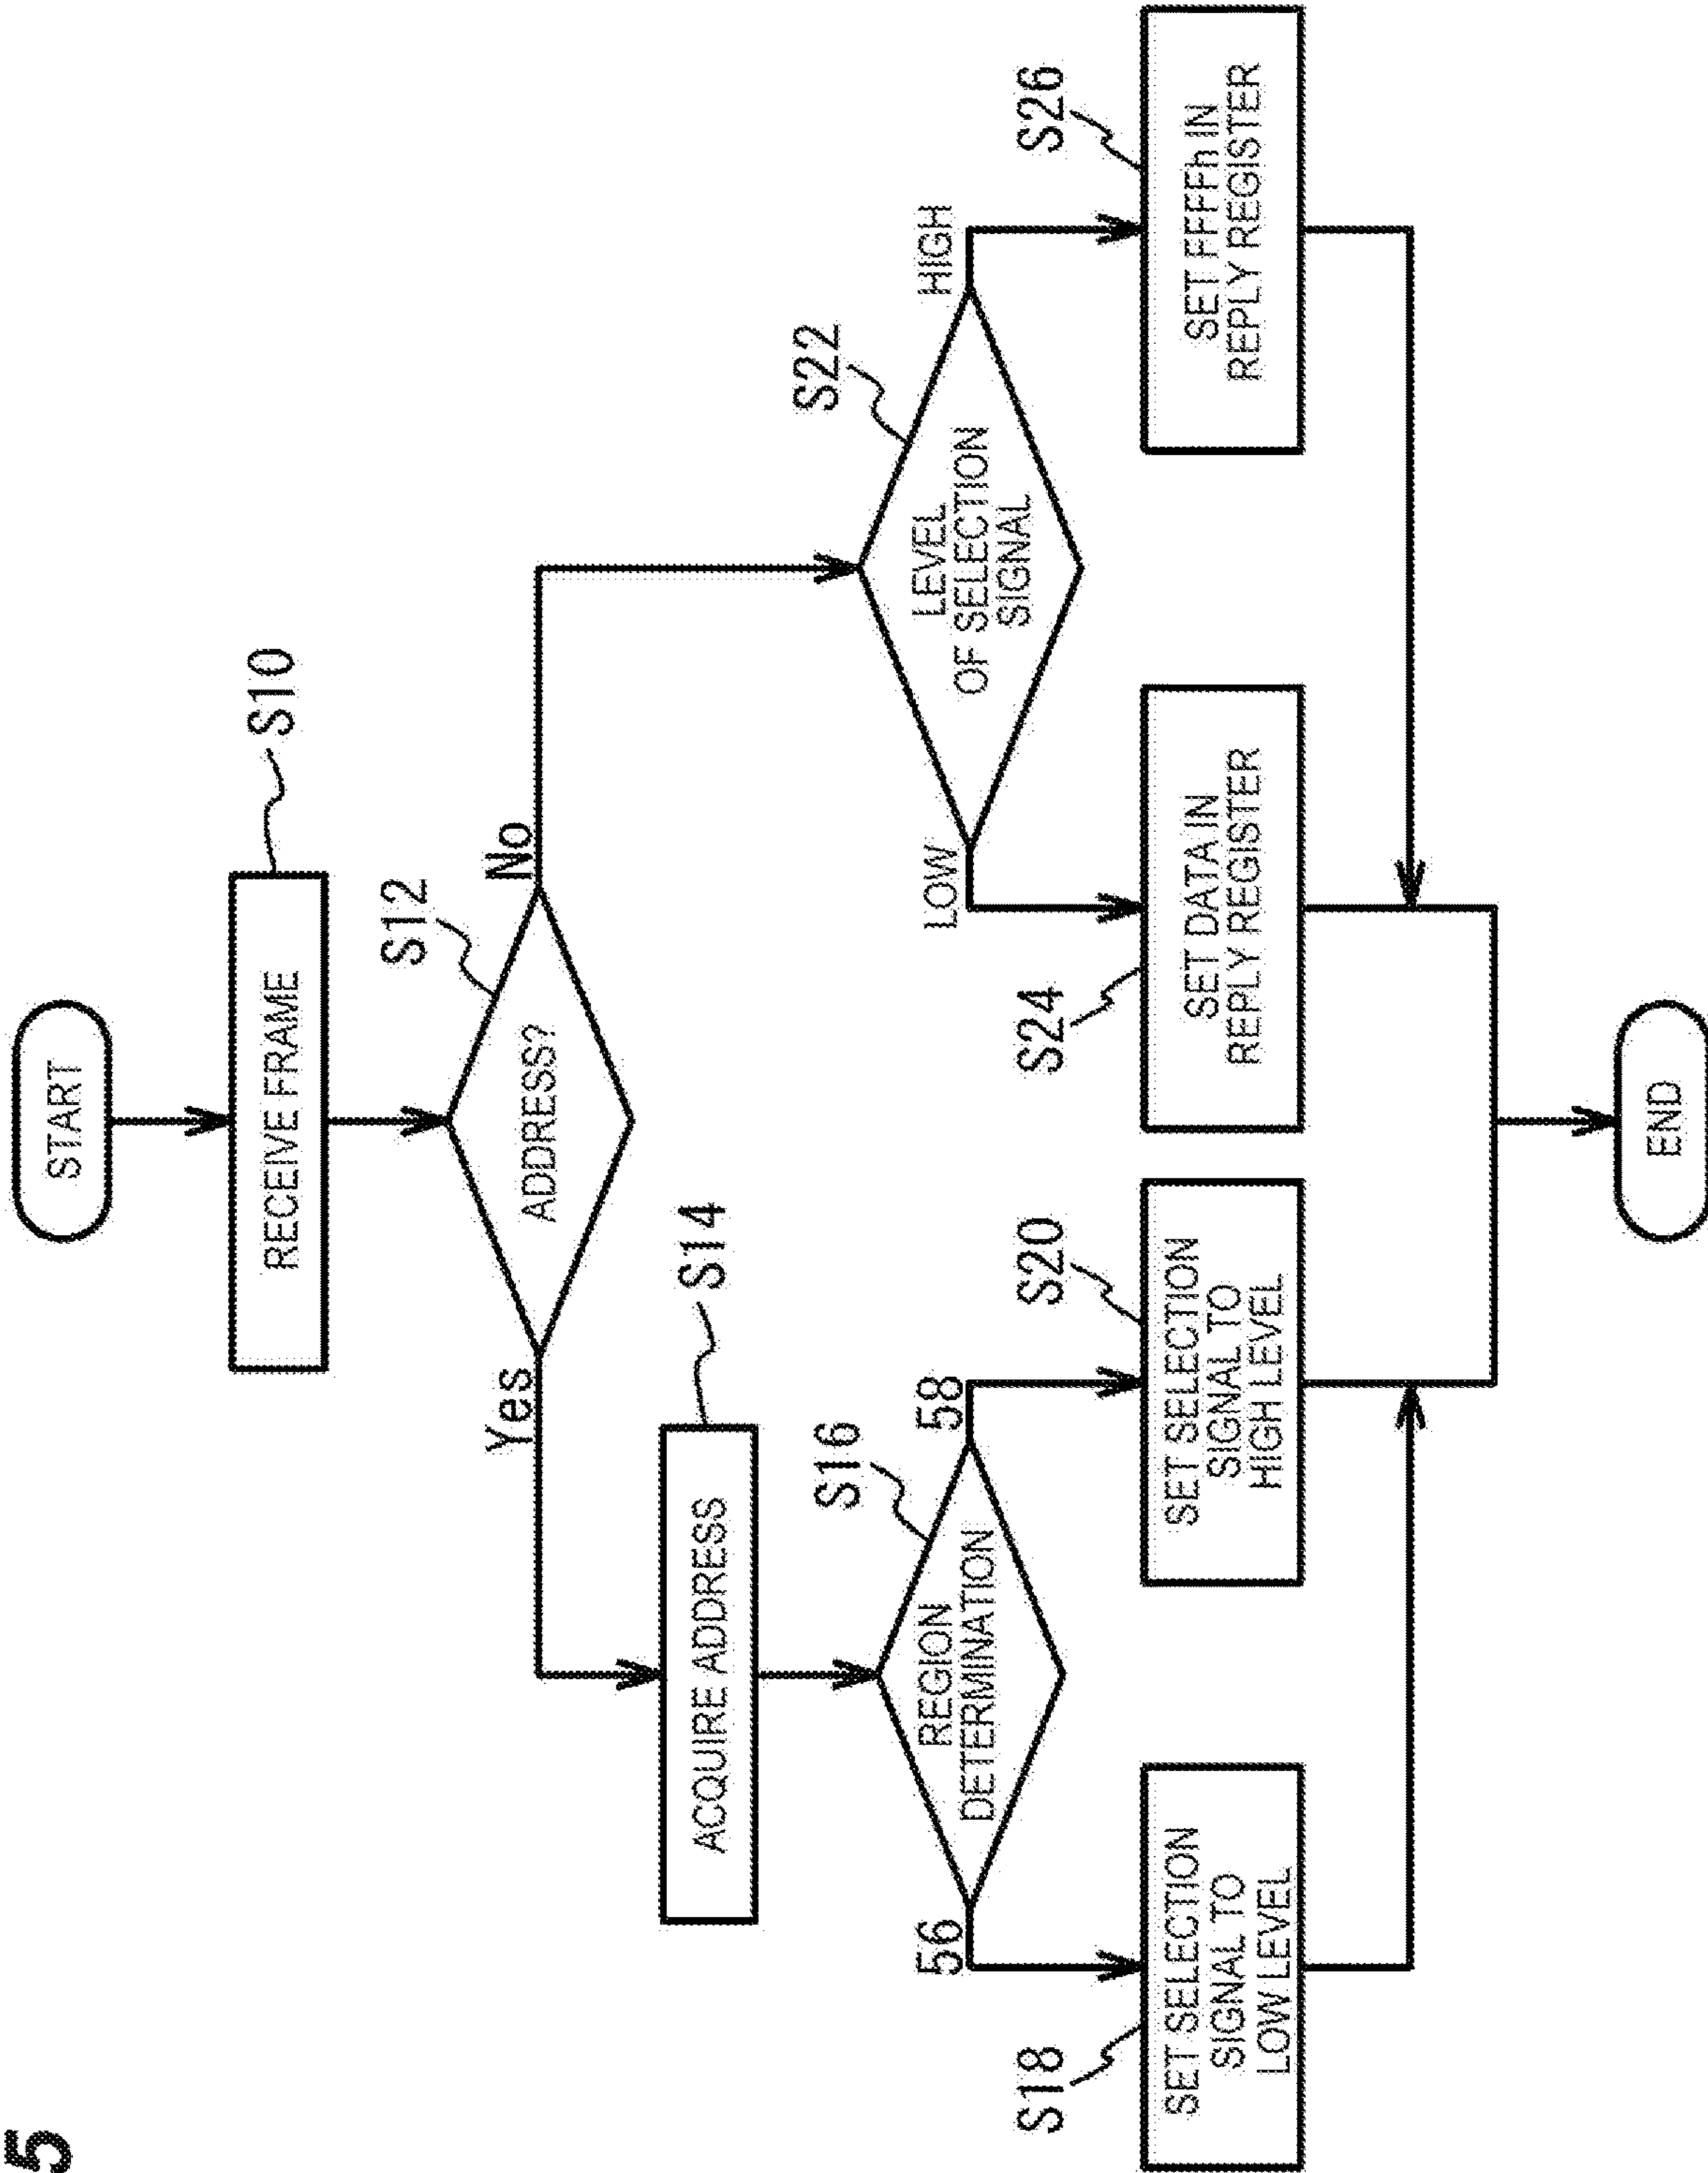 5
START
RECEIVE FRAME
S10
ADDRESS?
S12
Yes
No
ACQUIRE ADDRESS
S14
REGION
DETERMINATION
S16
56
58
LEVEL
OF SELECTION
SIGNAL
S22
LOW
HIGH
S18
SET SELECTION
SIGNAL TO
LOW LEVEL
S20
SET SELECTION
SIGNAL TO
HIGH LEVEL
S24
SET DATA IN
REPLY REGISTER
S26
SET FFFFh IN
REPLY REGISTER
END